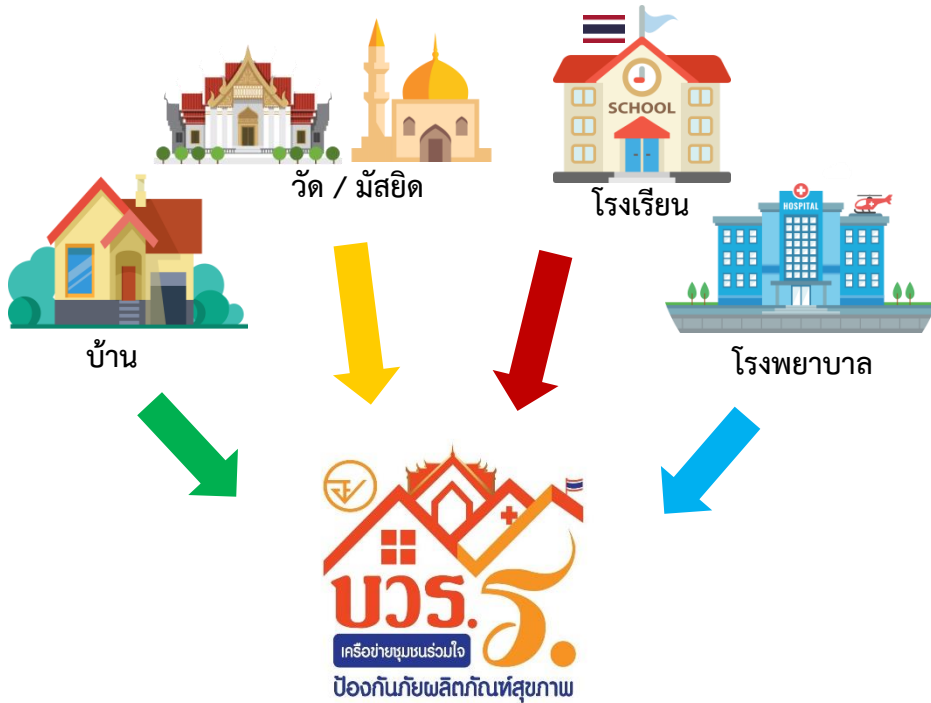 วัด / มัสยิด
SCHOOL
โรงเรียน
HOSPITAL
บ้าน
โรงพยาบาล
บวร.ร.
เครือข่ายชุมชนร่วมใจ
ป้องกันภัยผลิตภัณฑ์สุขภาพ